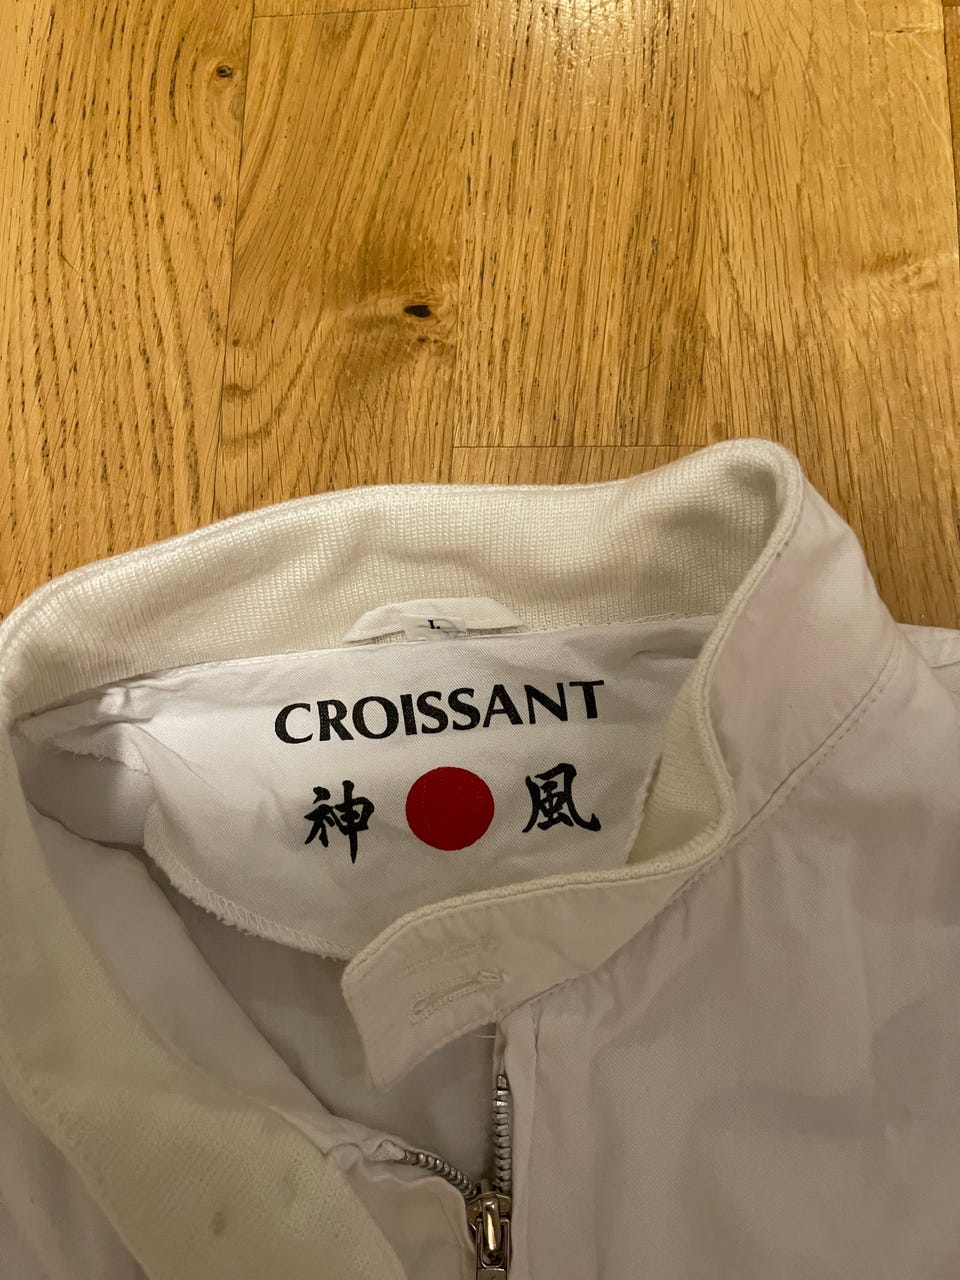 L
CROISSANT
神 風